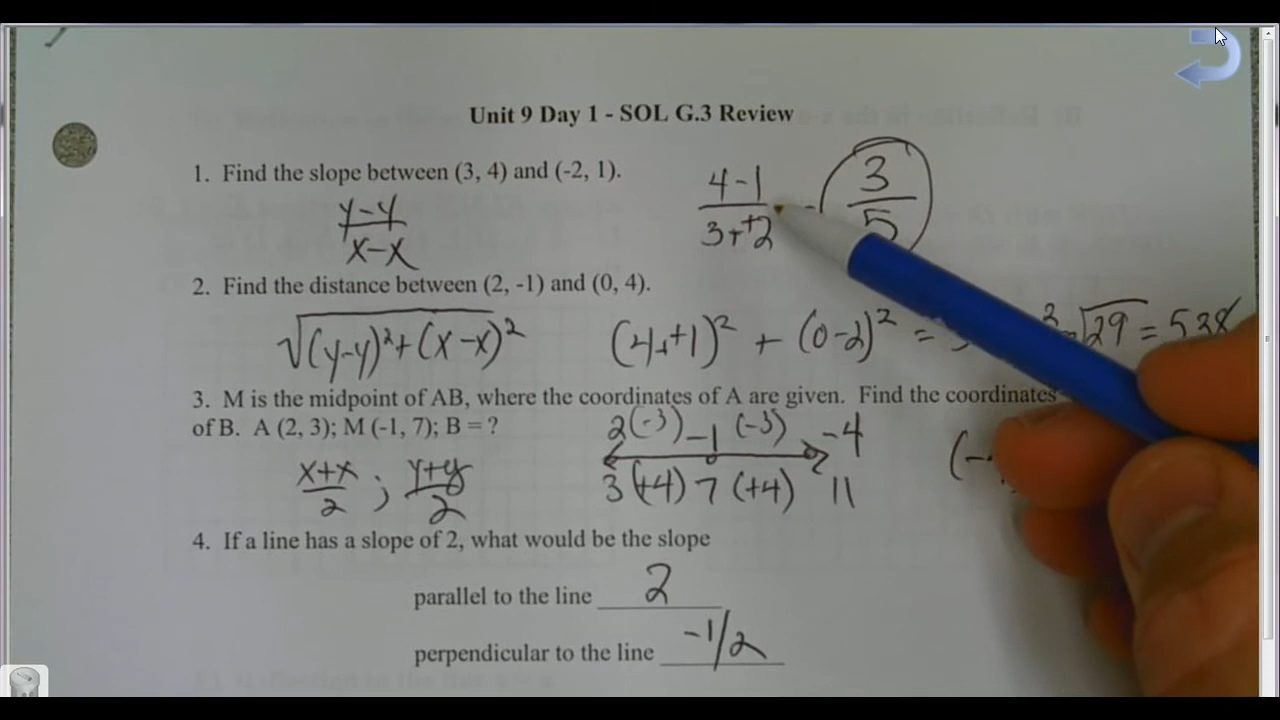 Unit 9 Day 1 - SOL G.3 Review
1. Find the slope between (3, 4) and (-2, 1).
y-y
x-x
4-1
3++2
3
5
2. Find the distance between (2, -1) and (0, 4).
√(y-y)²+(x-x)²
(4++1)² + (0-2)² =
√29 = 5.38
3. M is the midpoint of AB, where the coordinates of A are given. Find the coordinates
of B. A (2, 3); M (-1, 7); B = ?
x+x
2
;
y+y
2
2 (-3) -1 (-3) -4
3 (+4) 7 (+4) 11
4. If a line has a slope of 2, what would be the slope
parallel to the line 2
perpendicular to the line -1/2